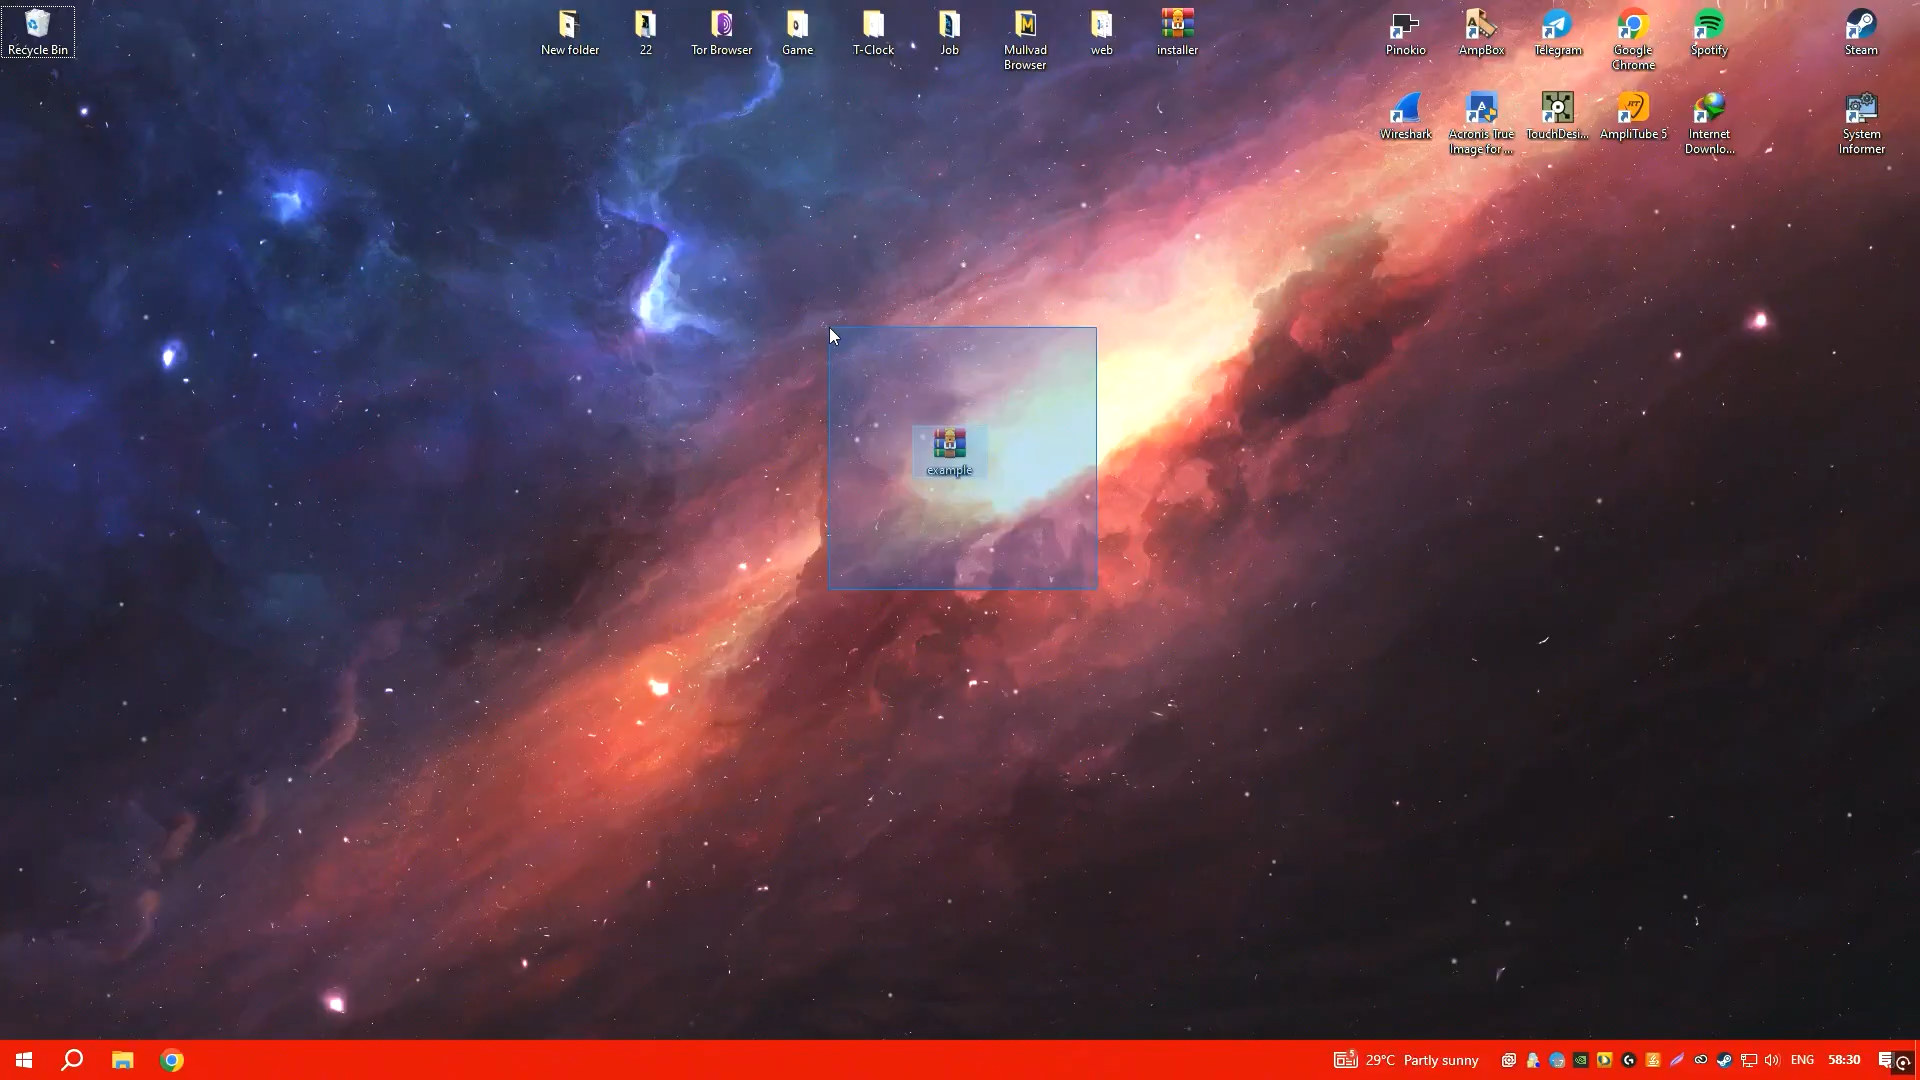 Recycle Bin
New folder
22
Tor Browser
Game
T-Clock
Job
Mullvad
Browser
web
installer
Pinokio
AmpBox
Telegram
Google
Chrome
Spotify
Steam
Wireshark
Acronis True
Image for ...
TouchDesi...
AmpliTube 5
Internet
Downlo...
System
Informer
example
29°C Partly sunny
ENG
58:30